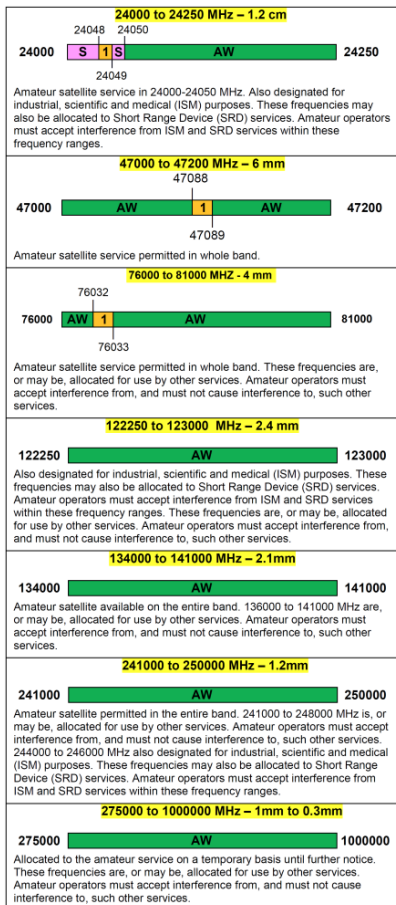 24000 to 24250 MHz – 1.2 cm
24048 24050
24000 S 1 S AW 24250
24049
Amateur satellite service in 24000-24050 MHz. Also designated for
industrial, scientific and medical (ISM) purposes. These frequencies may
also be allocated to Short Range Device (SRD) services. Amateur operators
must accept interference from ISM and SRD services within these
frequency ranges.
47000 to 47200 MHz – 6 mm
47088
47000 AW 1 AW 47200
47089
Amateur satellite service permitted in whole band.
76000 to 81000 MHZ - 4 mm
76032
76000 AW 1 AW 81000
76033
Amateur satellite service permitted in whole band. These frequencies are,
or may be, allocated for use by other services. Amateur operators must
accept interference from, and must not cause interference to, such other
services.
122250 to 123000 MHz – 2.4 mm
122250 AW 123000
Also designated for industrial, scientific and medical (ISM) purposes. These
frequencies may also be allocated to Short Range Device (SRD) services.
Amateur operators must accept interference from ISM and SRD services
within these frequency ranges. These frequencies are, or may be, allocated
for use by other services. Amateur operators must accept interference from,
and must not cause interference to, such other services.
134000 to 141000 MHz – 2.1mm
134000 AW 141000
Amateur satellite available on the entire band. 136000 to 141000 MHz are,
or may be, allocated for use by other services. Amateur operators must
accept interference from, and must not cause interference to, such other
services.
241000 to 250000 MHz – 1.2mm
241000 AW 250000
Amateur satellite permitted in the entire band. 241000 to 248000 MHz is, or
may be, allocated for use by other services. Amateur operators must accept
interference from, and must not cause interference to, such other services.
244000 to 246000 MHz also designated for industrial, scientific and medical
(ISM) purposes. These frequencies may also be allocated to Short Range
Device (SRD) services. Amateur operators must accept interference from
ISM and SRD services within these frequency ranges.
275000 to 1000000 MHz – 1mm to 0.3mm
275000 AW 1000000
Allocated to the amateur service on a temporary basis until further notice.
These frequencies are, or may be, allocated for use by other services.
Amateur operators must accept interference from, and must not cause
interference to, such other services.